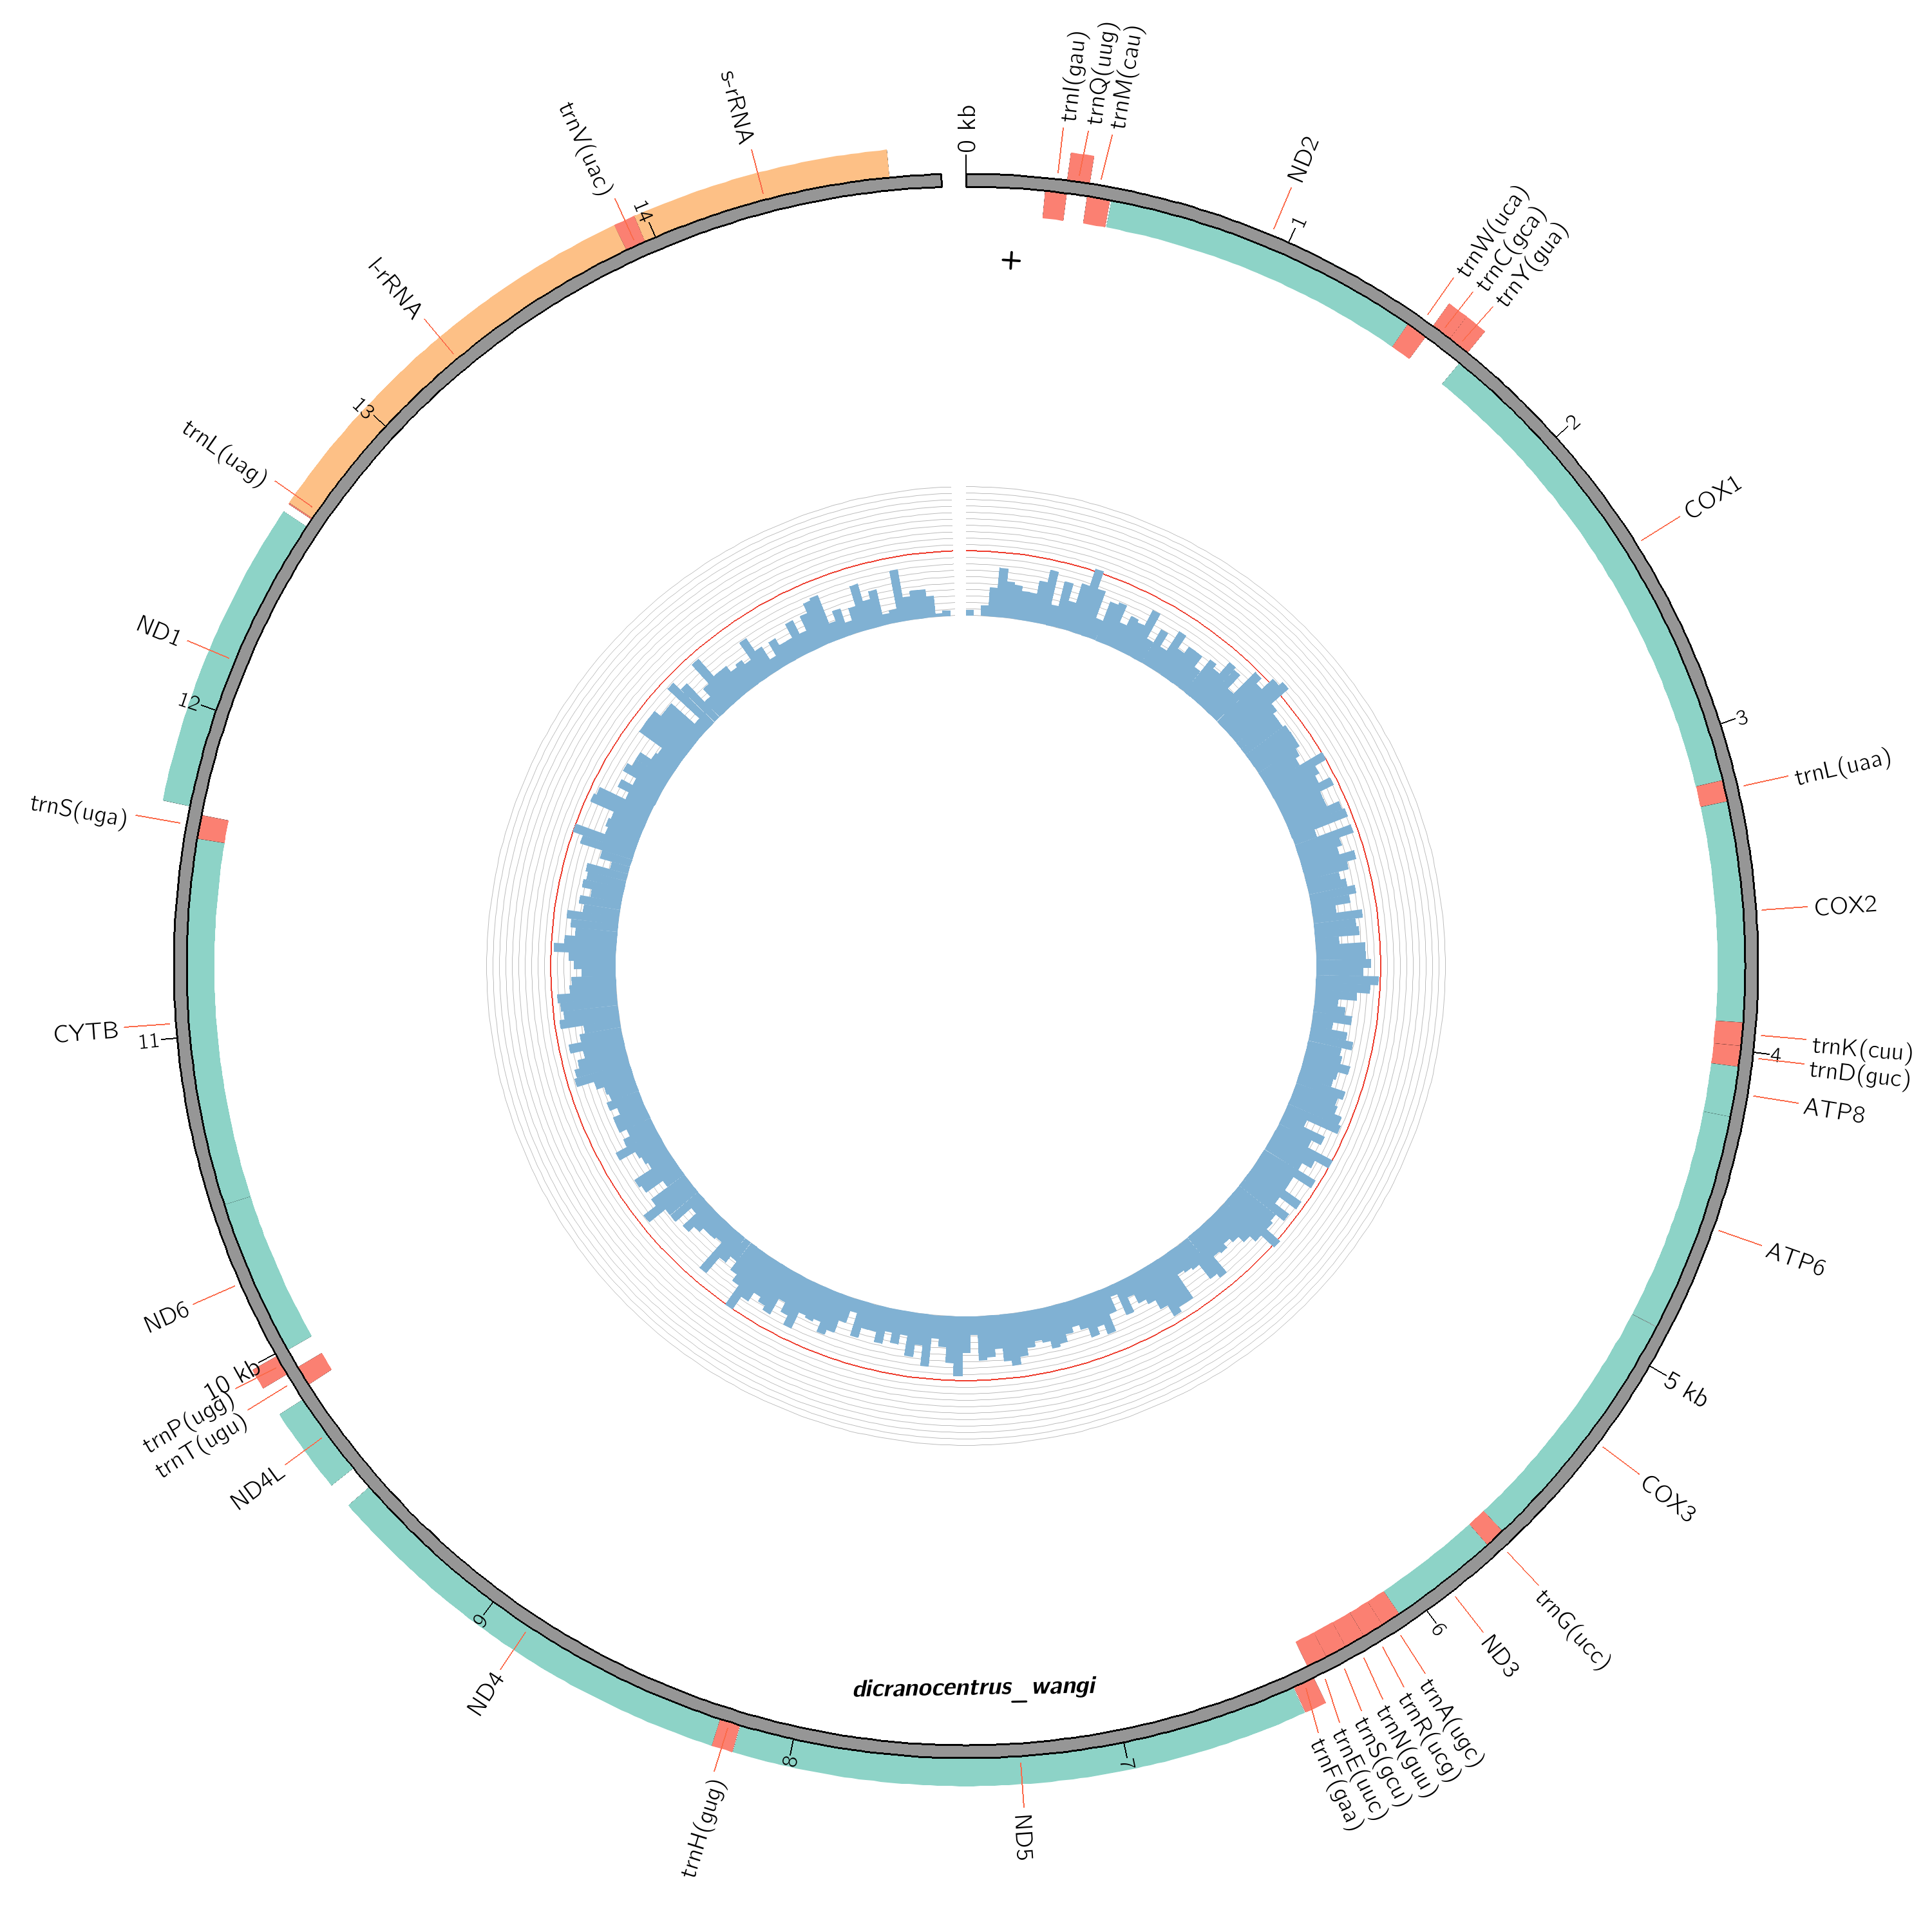 0 kb
trnI(gau)
trnQ(uug)
trnM(cau)
ND2
1
trnW(uca)
trnC(gca)
trnY(gua)
2
COX1
3
trnL(uaa)
COX2
trnK(cuu)
4
trnD(guc)
ATP8
ATP6
5 kb
COX3
trnG(ucc)
ND3
6
trnA(ugc)
trnR(ucg)
trnN(guu)
trnS(gcu)
trnE(uuc)
trnF(gaa)
7
ND5
8
trnH(gug)
ND4
9
ND4L
trnT(ugu)
trnP(ugg)
10 kb
ND6
11
CYTB
trnS(uga)
12
ND1
trnL(uag)
13
l-rRNA
trnV(uac)
14
s-rRNA
+
dicranocentrus_wangi